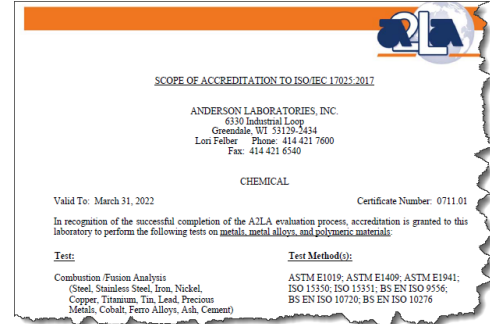 A2LA
SCOPE OF ACCREDITATION TO ISO/IEC 17025:2017
ANDERSON LABORATORIES, INC.
6330 Industrial Loop
Greendale, WI 53129-2434
Lori Felber Phone: 414 421 7600
Fax: 414 421 6540
CHEMICAL
Valid To: March 31, 2022 Certificate Number: 0711.01
In recognition of the successful completion of the A2LA evaluation process, accreditation is granted to this
laboratory to perform the following tests on metals, metal alloys, and polymeric materials:
Test: Test Method(s):
Combustion /Fusion Analysis ASTM E1019; ASTM E1409; ASTM E1941;
(Steel, Stainless Steel, Iron, Nickel, ISO 15350; ISO 15351; BS EN ISO 9556;
Copper, Titanium, Tin, Lead, Precious BS EN ISO 10720; BS EN ISO 10276
Metals, Cobalt, Ferro Alloys, Ash, Cement)